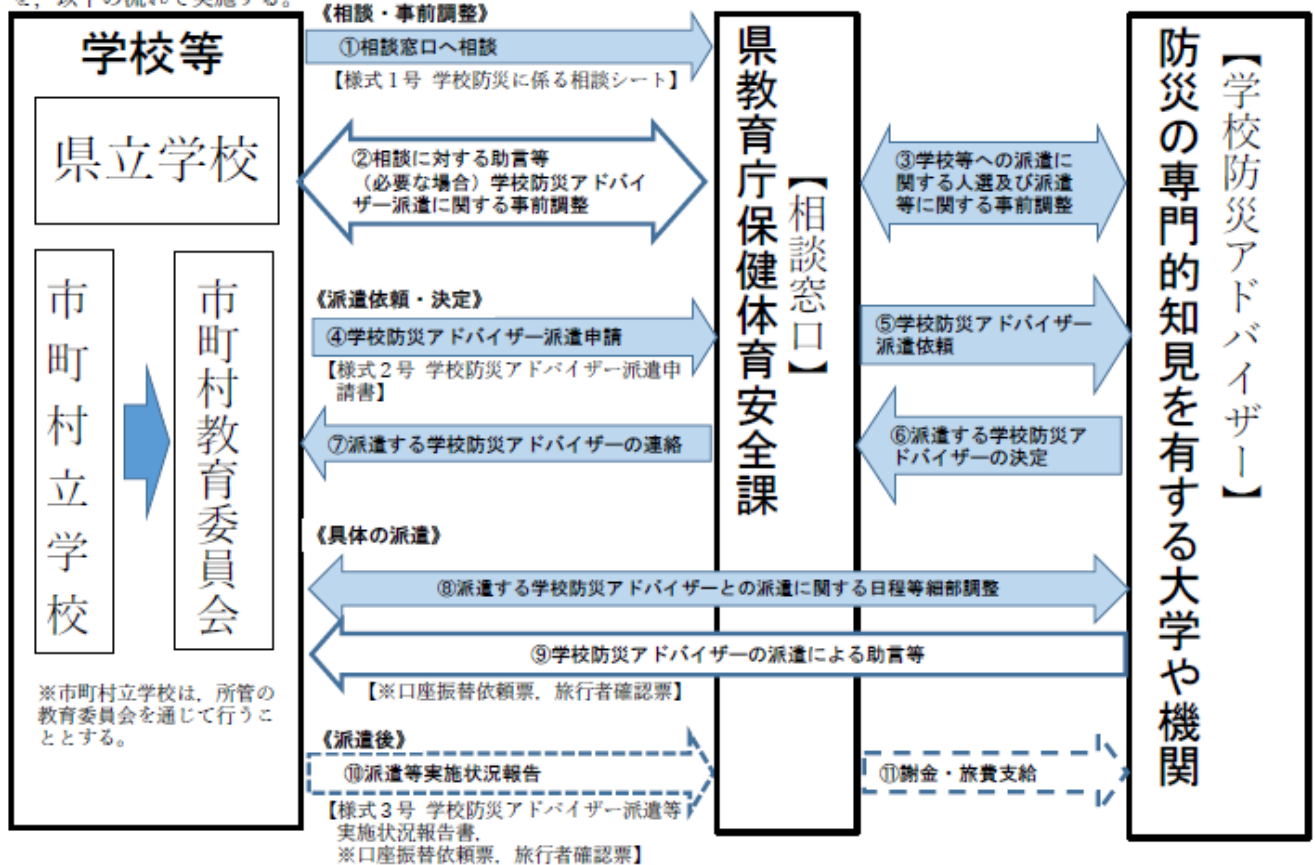 を，以下の流れで実施する。
学校等
県立学校
市町村立学校
市町村教育委員会
※市町村立学校は，所管の
教育委員会を通じて行うこ
ととする。
《相談・事前調整》
①相談窓口へ相談
【様式１号 学校防災に係る相談シート】
②相談に対する助言等
（必要な場合）学校防災アドバイ
ザー派遣に関する事前調整
③学校等への派遣に
関する人選及び派遣
等に関する事前調整
《派遣依頼・決定》
④学校防災アドバイザー派遣申請
【様式２号 学校防災アドバイザー派遣申
請書】
⑤学校防災アドバイザー
派遣依頼
⑥派遣する学校防災ア
ドバイザーの決定
⑦派遣する学校防災アドバイザーの連絡
《具体の派遣》
⑧派遣する学校防災アドバイザーとの派遣に関する日程等細部調整
⑨学校防災アドバイザーの派遣による助言等
【※口座振替依頼票，旅行者確認票】
《派遣後》
⑩派遣等実施状況報告
【様式３号 学校防災アドバイザー派遣等
実施状況報告書，
※口座振替依頼票，旅行者確認票】
⑪謝金・旅費支給
県教育庁保健体育安全課
【相談窓口】
【学校防災アドバイザー】
防災の専門的知見を有する大学や機関